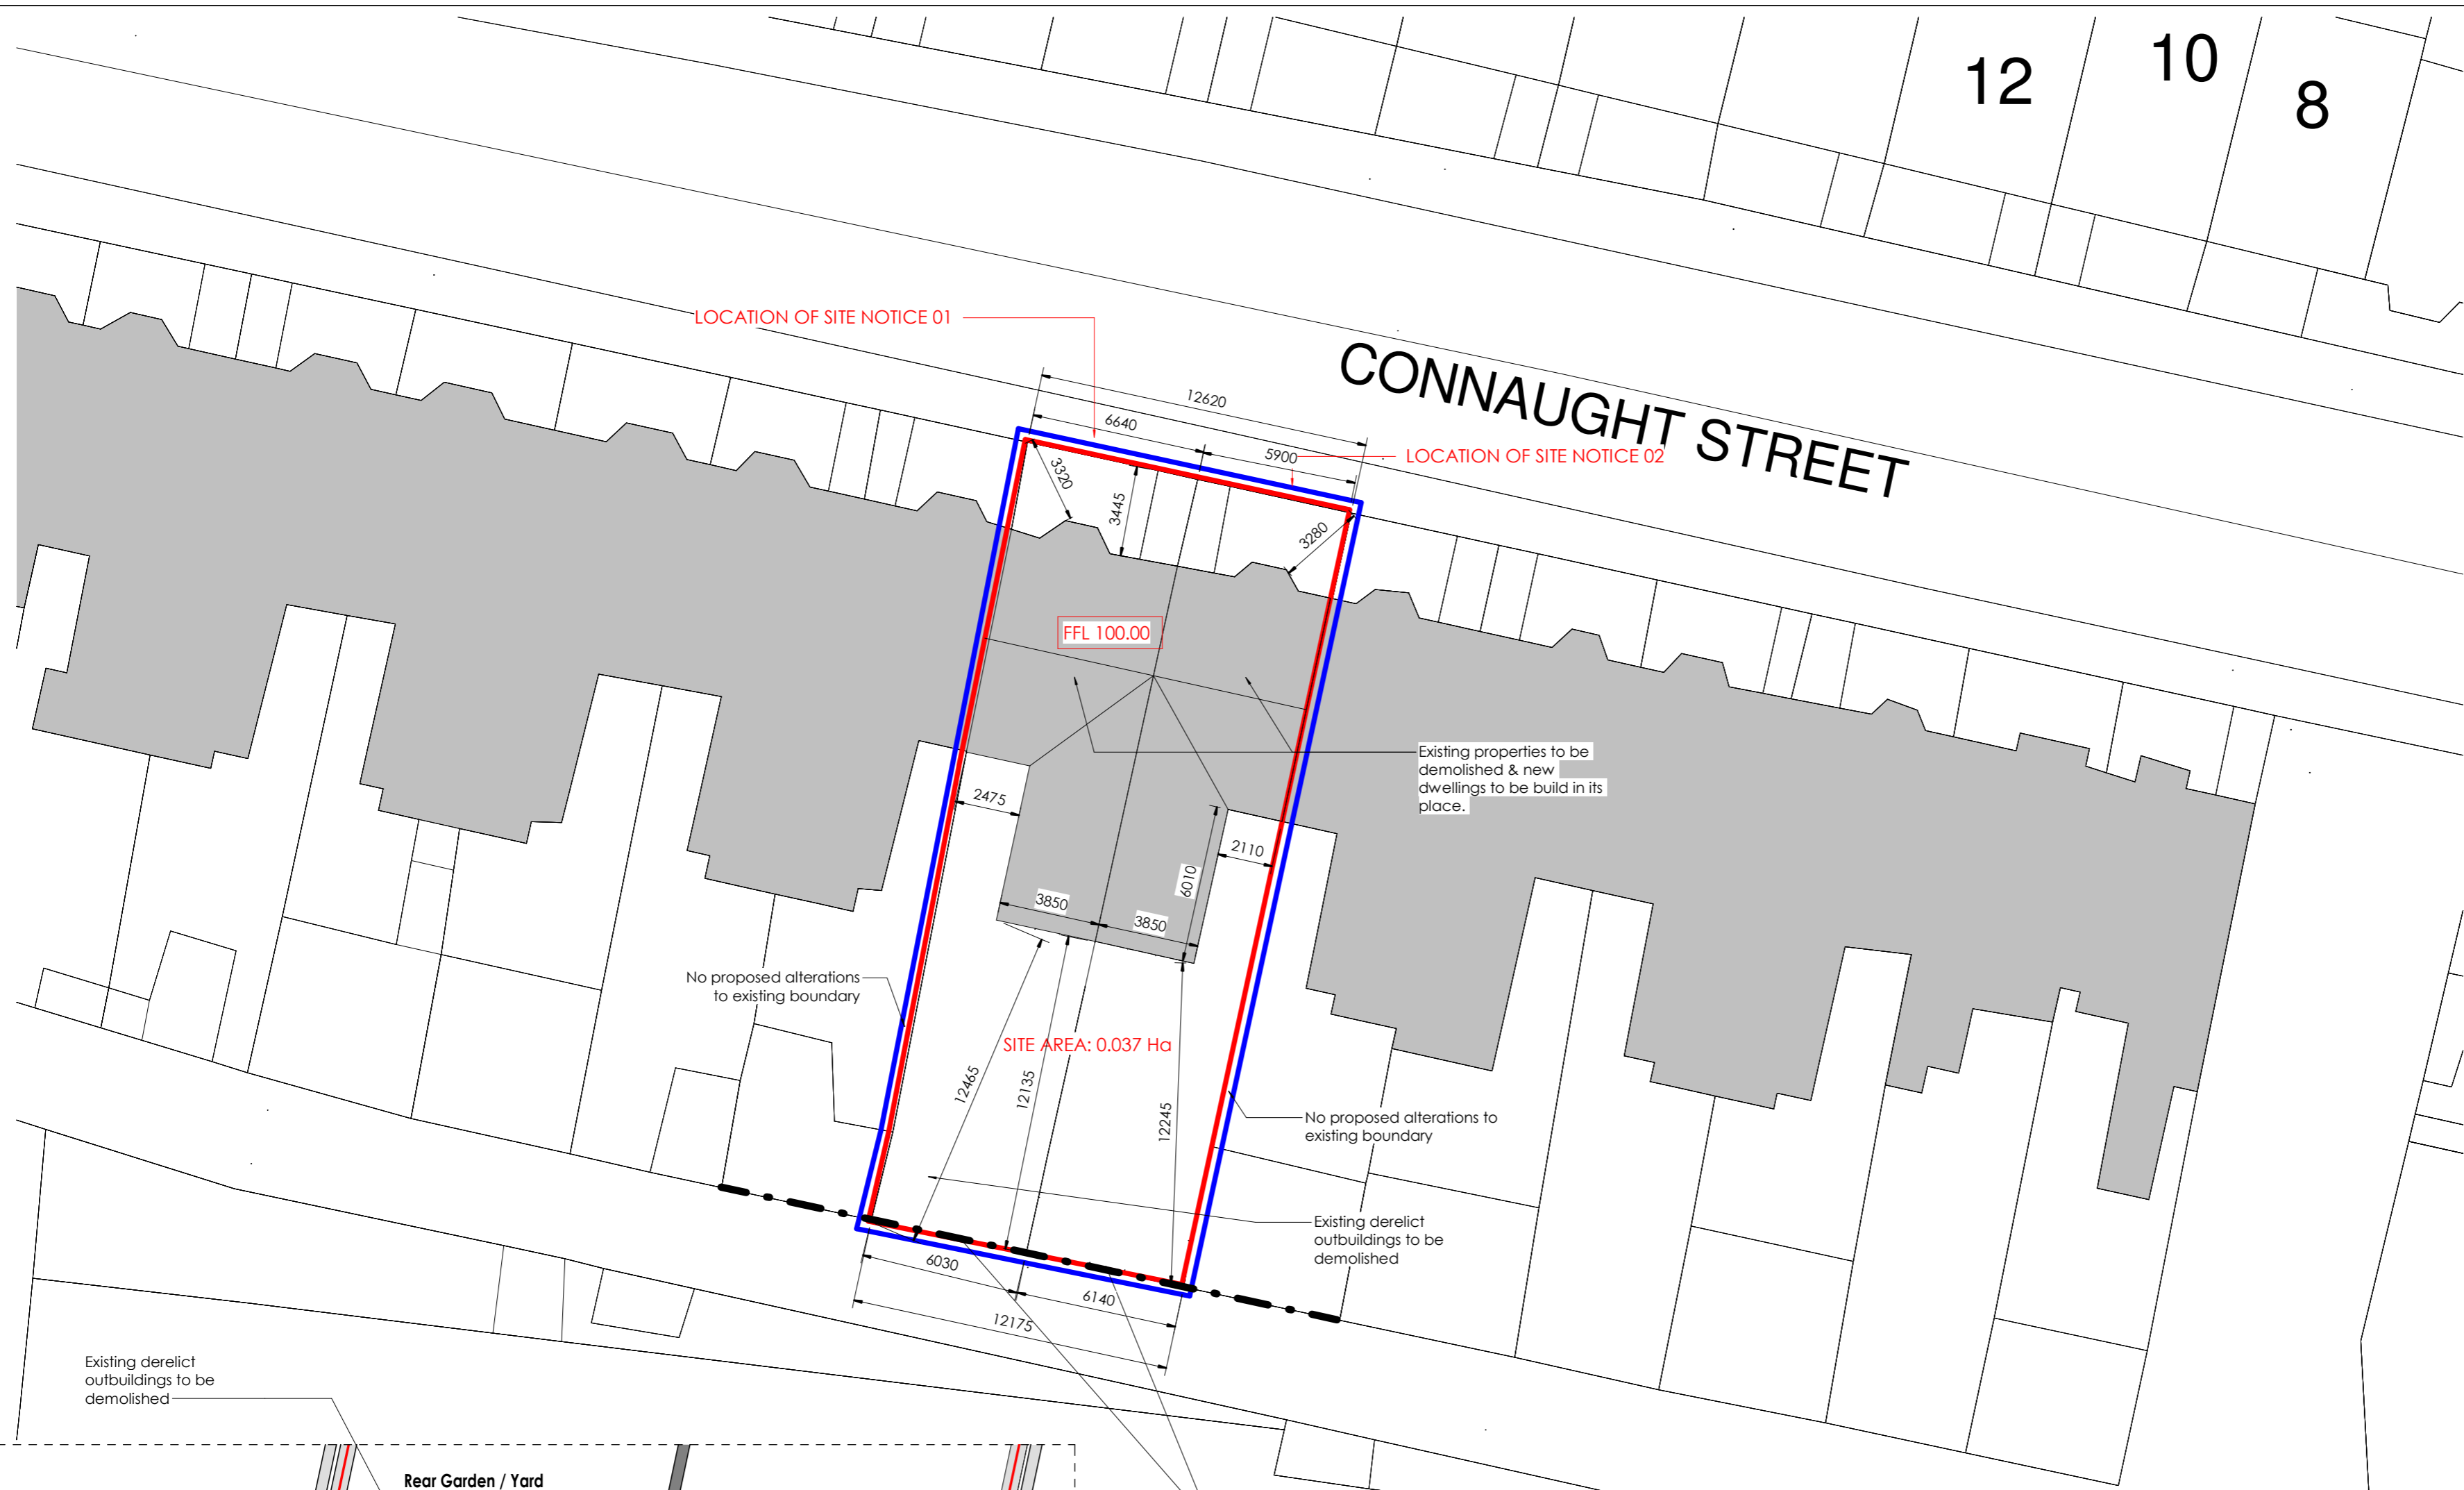 12
10
8
LOCATION OF SITE NOTICE 01
CONNAUGHT STREET
12620
6640
5900
LOCATION OF SITE NOTICE 02
3320
3445
3280
FFL 100.00
Existing properties to be
demolished & new
dwellings to be build in its
place.
2475
2110
6010
3850
3850
No proposed alterations
to existing boundary
SITE AREA: 0.037 Ha
12465
12135
12245
No proposed alterations to
existing boundary
Existing derelict
outbuildings to be
demolished
6030
6140
12175
Existing derelict
outbuildings to be
demolished
Rear Garden / Yard